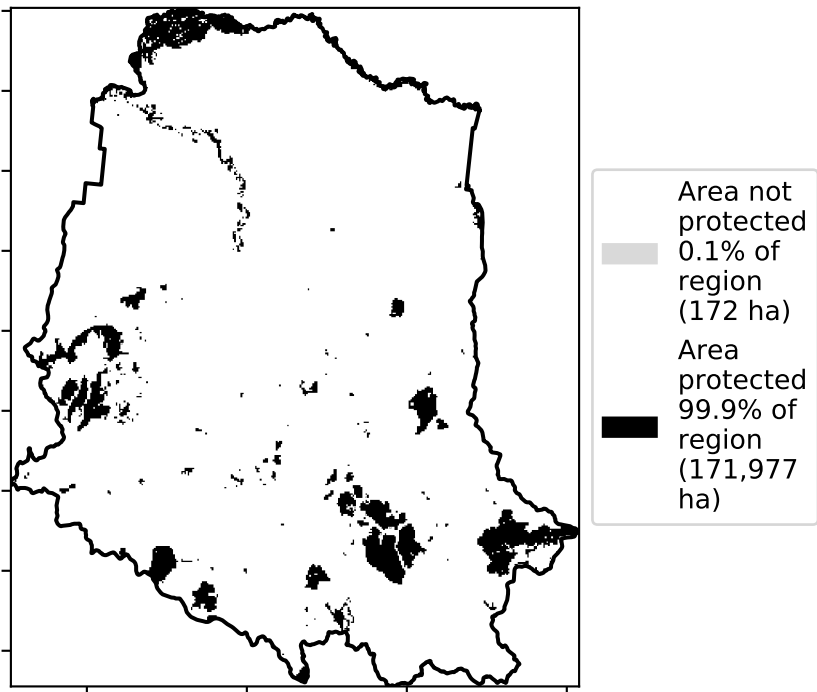 Area not
protected
0.1% of
region
(172 ha)
Area
protected
99.9% of
region
(171,977
ha)